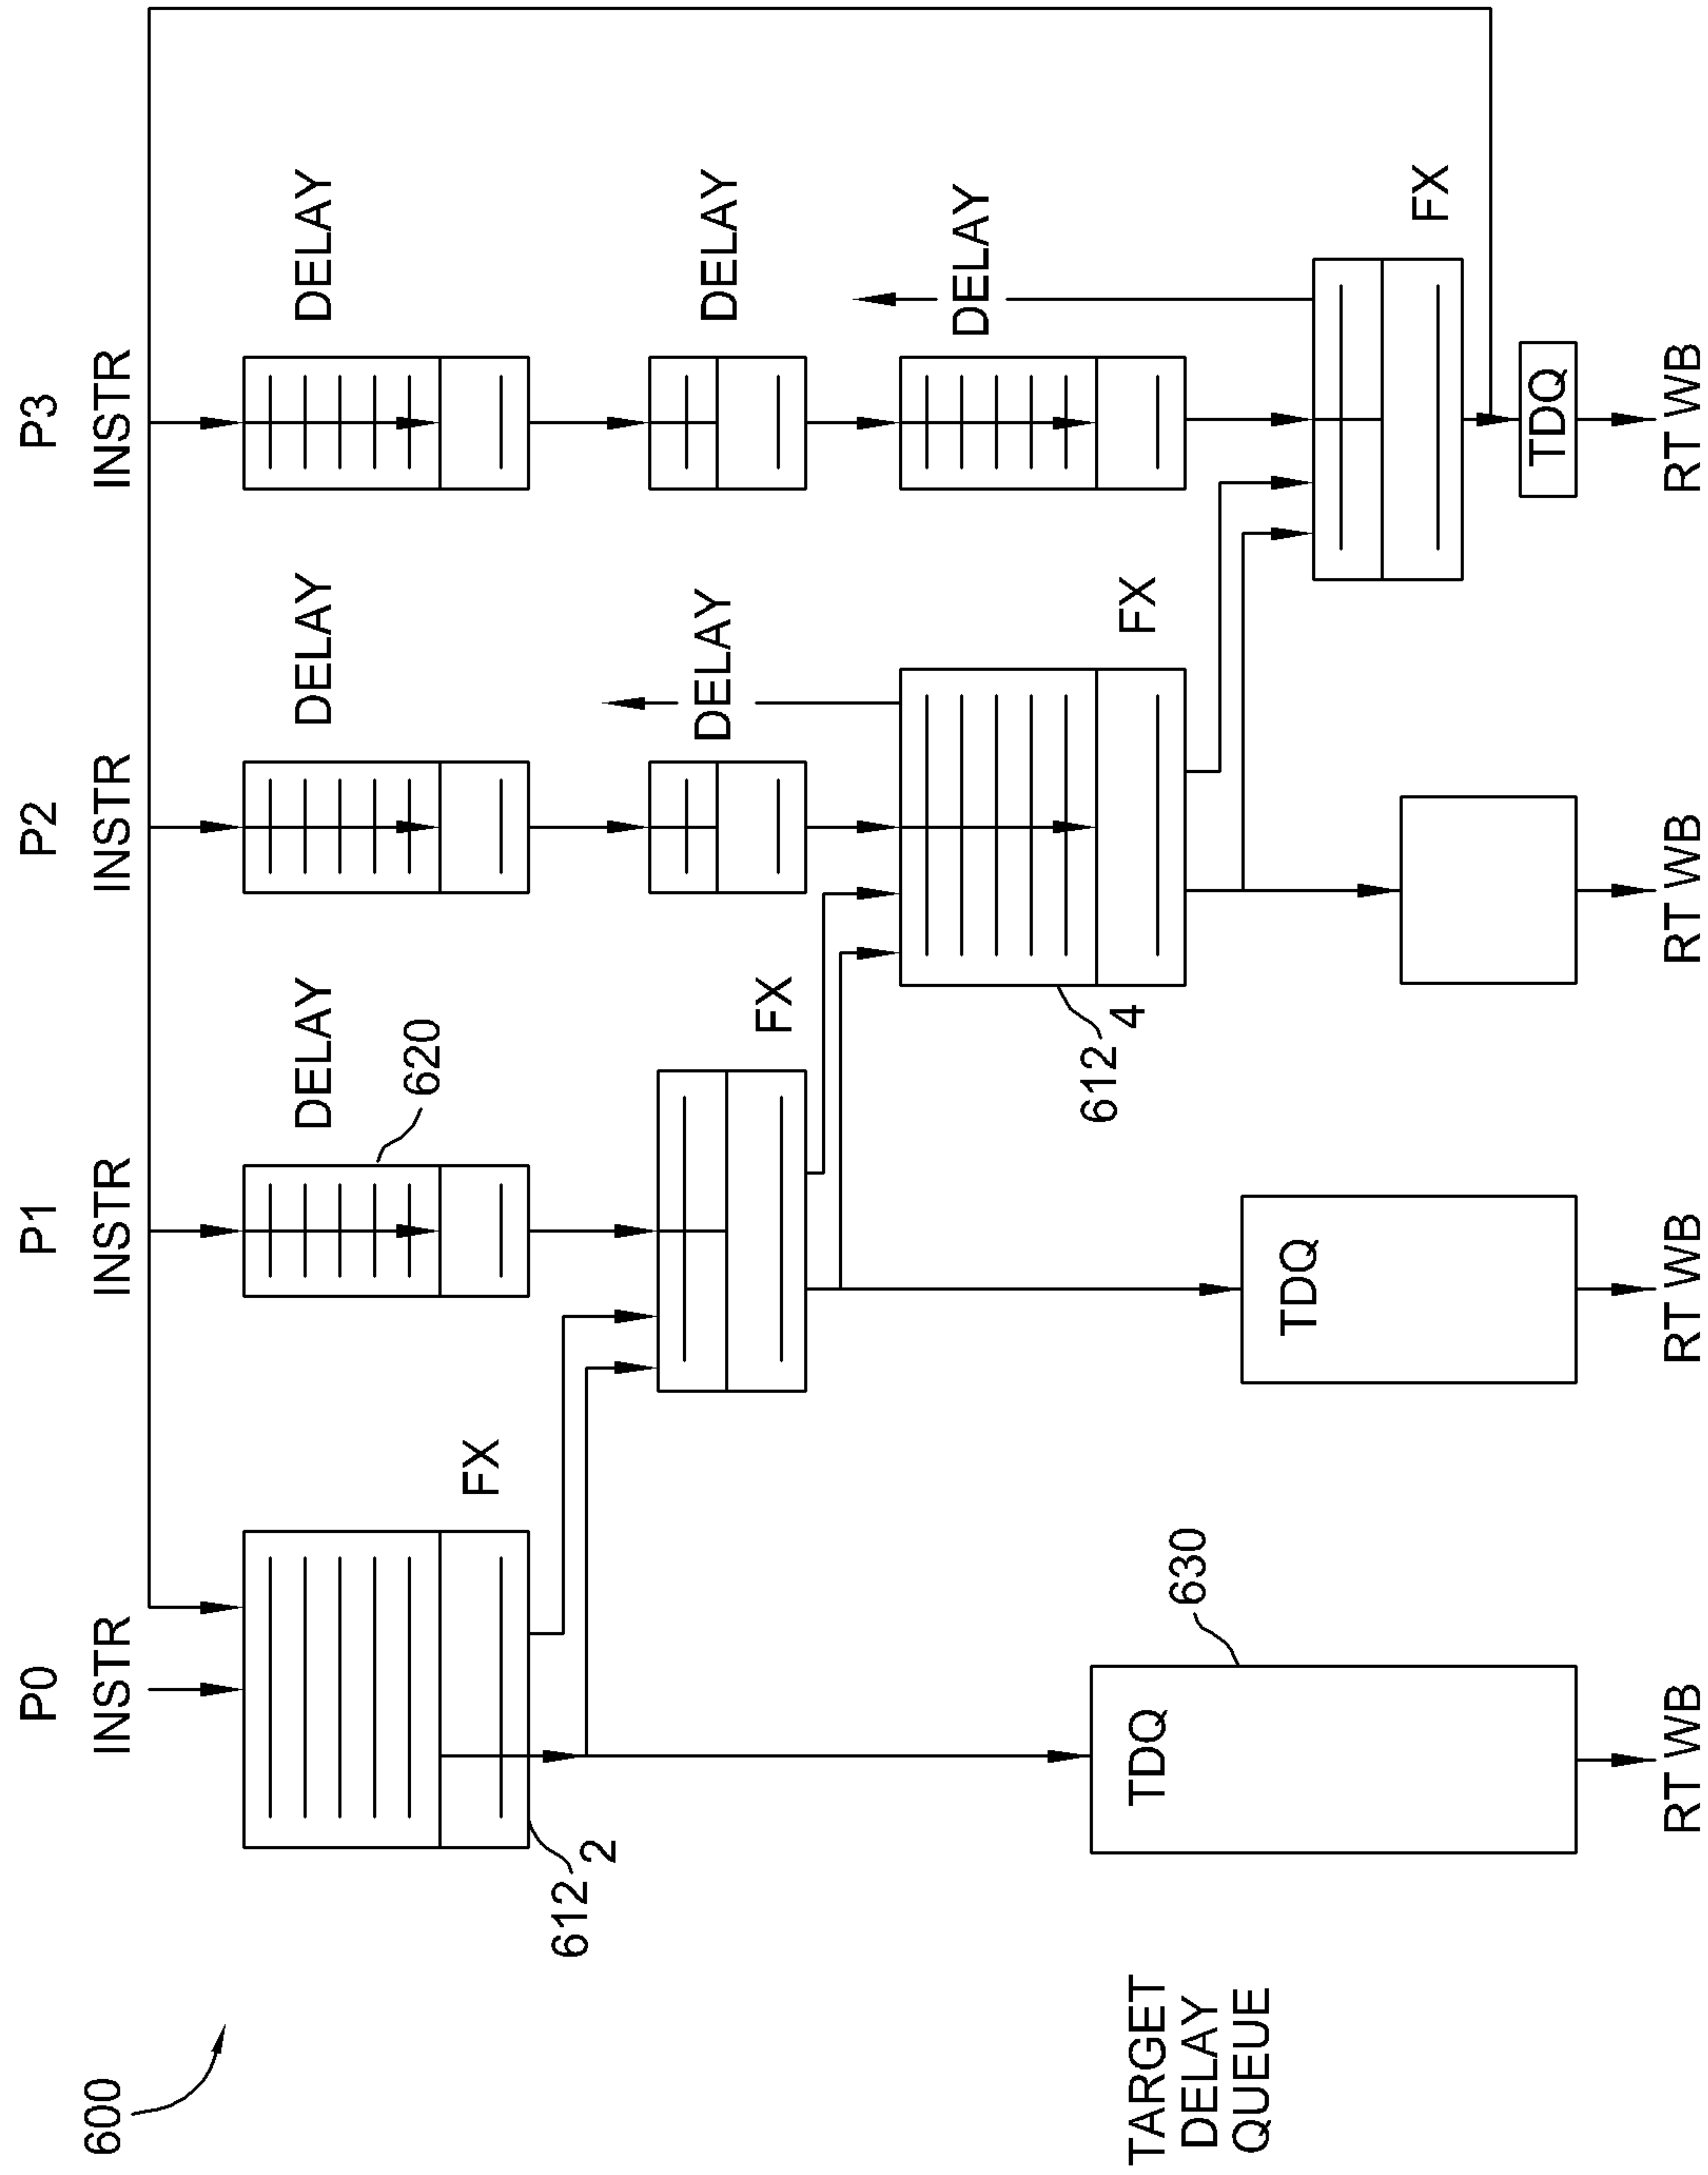 P0 P1 P2 P3
600
INSTR INSTR INSTR INSTR
DELAY DELAY DELAY
620
FX
612 2
DELAY DELAY
FX
DELAY
612 4
FX
TARGET
DELAY
QUEUE
TDQ
630
TDQ
FX
TDQ
RT WB RT WB RT WB RT WB